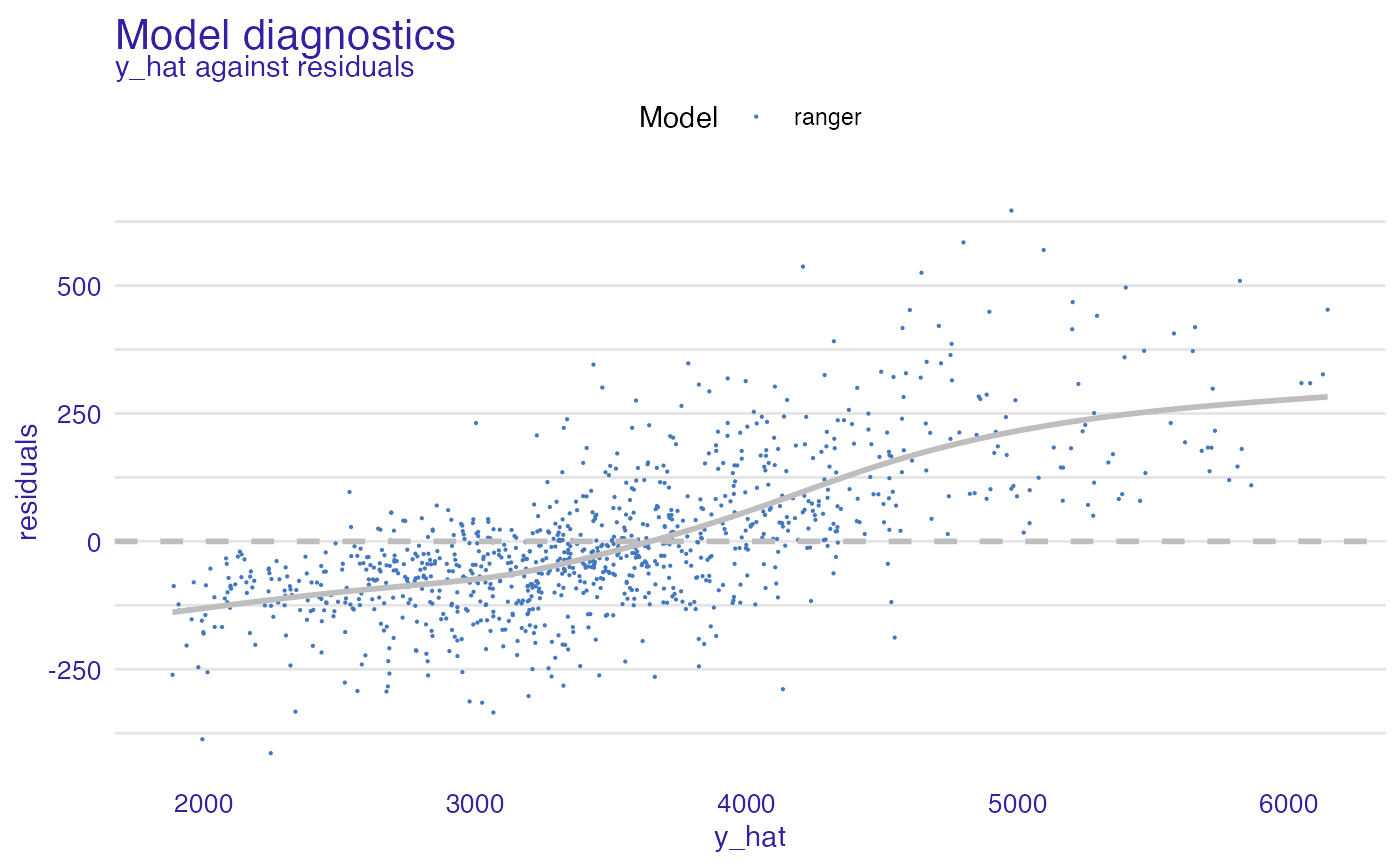 Model diagnostics
y_hat against residuals
Model ranger
residuals
500
250
0
-250
2000 3000 4000 5000 6000
y_hat